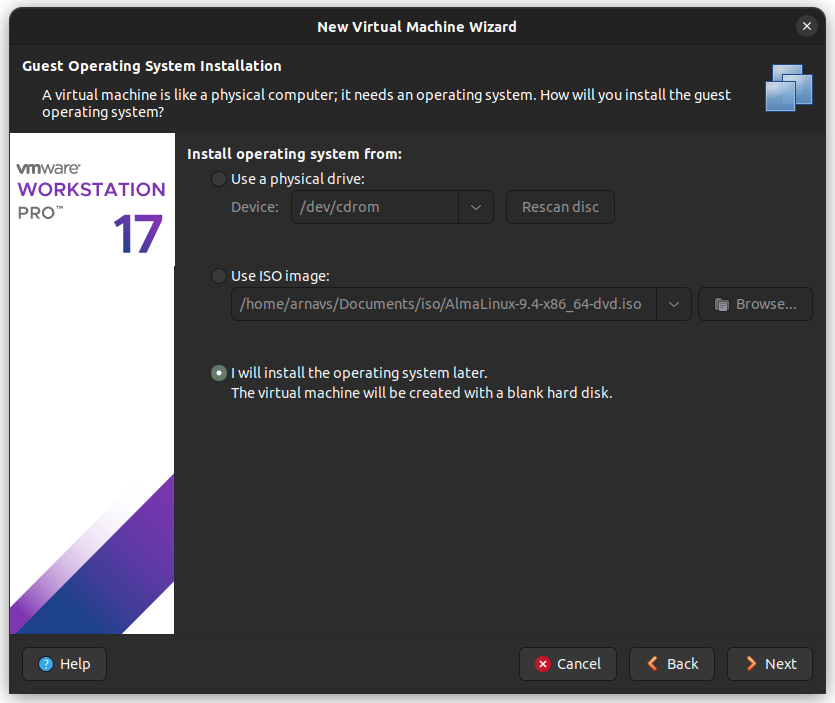 New Virtual Machine Wizard
Guest Operating System Installation
A virtual machine is like a physical computer; it needs an operating system. How will you install the guest
operating system?
vmware®
WORKSTATION
PRO™
17
Install operating system from:
Use a physical drive:
Device: /dev/cdrom Rescan disc
Use ISO image:
/home/arnavs/Documents/iso/AlmaLinux-9.4-x86_64-dvd.iso Browse...
I will install the operating system later.
The virtual machine will be created with a blank hard disk.
Help Cancel Back Next